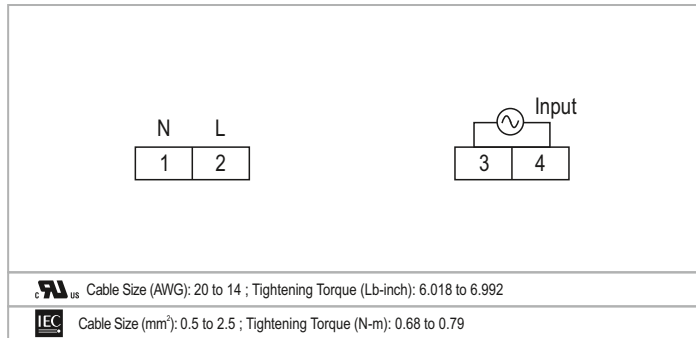 Input
N L
1 2
3 4
c RU us Cable Size (AWG): 20 to 14 ; Tightening Torque (Lb-inch): 6.018 to 6.992
IEC Cable Size (mm²): 0.5 to 2.5 ; Tightening Torque (N-m): 0.68 to 0.79